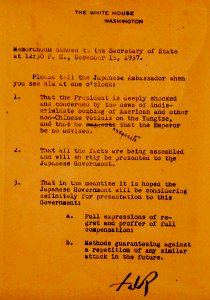 THE WHITE HOUSE
WASHINGTON
Memorandum handed to the Secretary of State
at 12:30 P. M., December 13, 1937.
Please tell the Japanese Ambassador when
you see him at one o'clock:
1. That the President is deeply shocked
and concerned by the news of indis-
criminate bombing of American and other
non-Chinese vessels on the Yangtse,
and that he suggests that the Emperor
requests
be so advises.
2. That all the facts are being assembled
and will shortly be presented to the
Japanese Government.
3. That in the meantime it is hoped the
Japanese Government will be considering
definitely for presentation to this
Government:
a. Full expressions of re-
gret and proffer of full
compensation;
b. Methods guaranteeing against
a repetition of any similar
attack in the future.
FDR